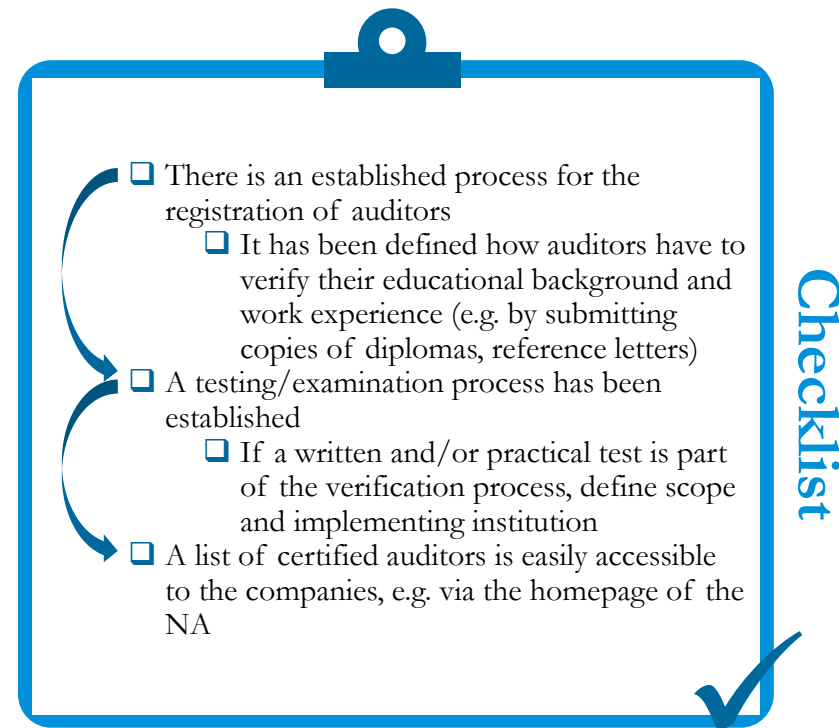 ❑ There is an established process for the
registration of auditors
❑ It has been defined how auditors have to
verify their educational background and
work experience (e.g. by submitting
copies of diplomas, reference letters)
❑ A testing/examination process has been
established
❑ If a written and/or practical test is part
of the verification process, define scope
and implementing institution
❑ A list of certified auditors is easily accessible
to the companies, e.g. via the homepage of the
NA
Checklist